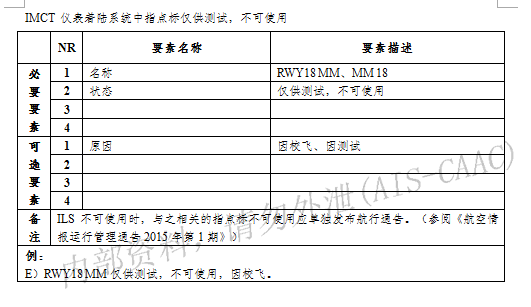 IMCT 仪表着陆系统中指点标仅供测试，不可使用
NR 要素名称 要素描述
必要要素
1 名称 RWY18 MM、MM 18
2 状态 仅供测试，不可使用
3
4
可选要素
1 原因 因校飞、因测试
2
3
4
备注
ILS 不可使用时，与之相关的指点标不可使用应单独发布航行通告。（参阅《航空情
报运行管理通告 2015 年第 1 期》）
例：
E）RWY18 MM 仅供测试，不可使用，因校飞。
内部资料，请勿外泄(AIS-CAAC)